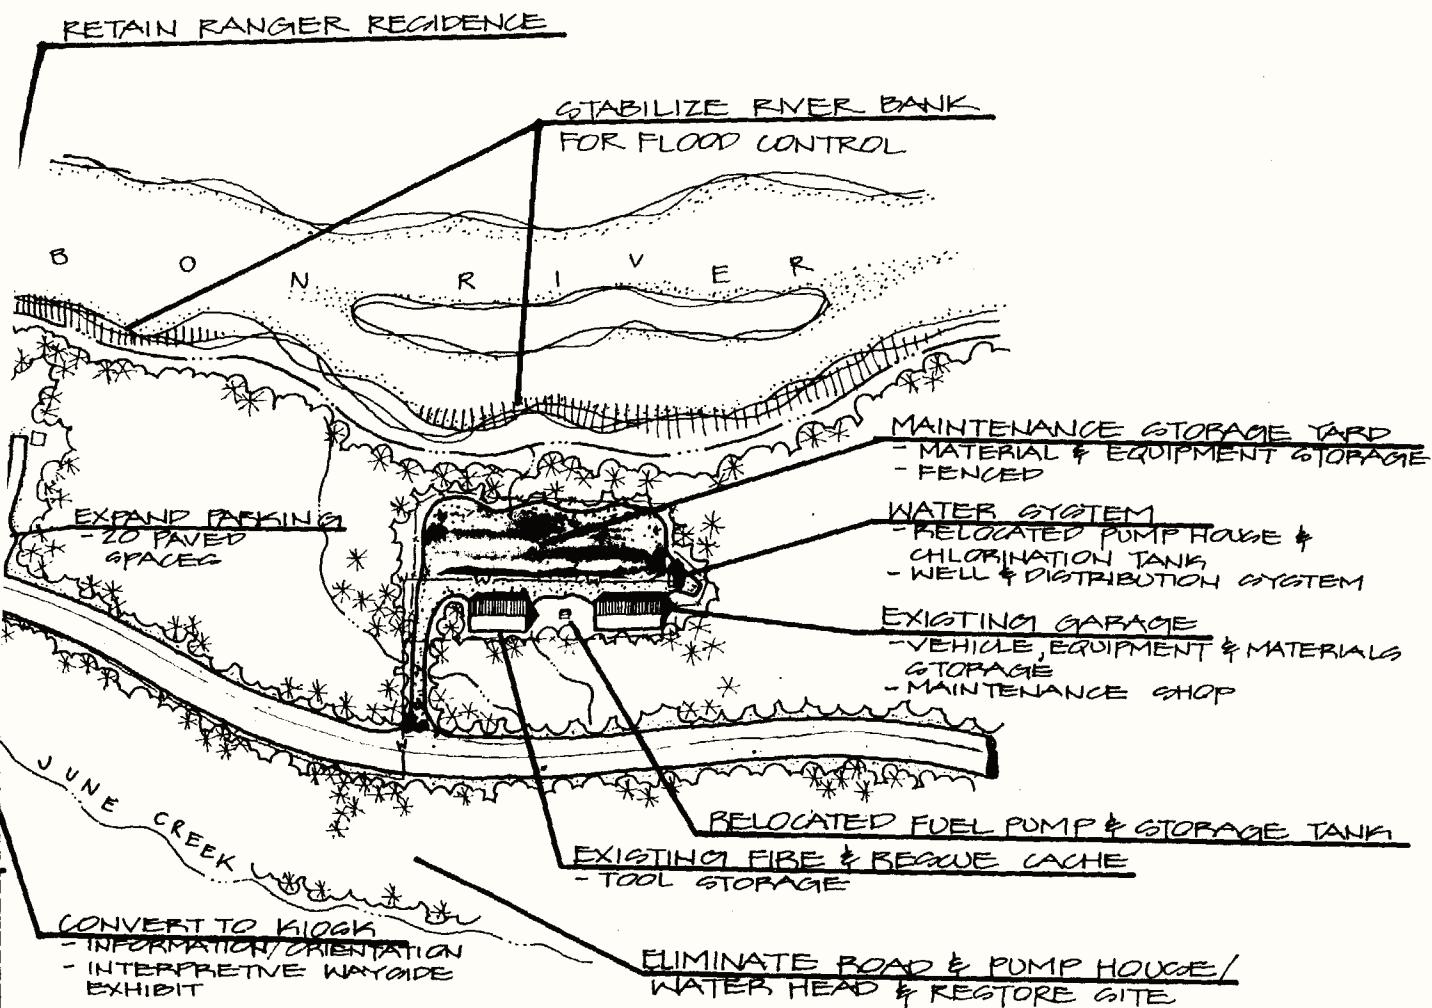 RETAIN RANGER RESIDENCE
STABILIZE RIVER BANK
FOR FLOOD CONTROL
B O N R I V E R
MAINTENANCE STORAGE YARD
- MATERIAL & EQUIPMENT STORAGE
- FENCED
WATER SYSTEM
- RELOCATED PUMP HOUSE &
CHLORINATION TANK
- WELL & DISTRIBUTION SYSTEM
EXPAND PARKING
- 20 PAVED
SPACES
EXISTING GARAGE
- VEHICLE, EQUIPMENT & MATERIALS
STORAGE
- MAINTENANCE SHOP
JUNE CREEK
RELOCATED FUEL PUMP & STORAGE TANK
EXISTING FIRE & RESCUE CACHE
- TOOL STORAGE
CONVERT TO KIOSK
- INFORMATION/ORIENTATION
- INTERPRETIVE WAYSIDE
EXHIBIT
ELIMINATE ROAD & PUMP HOUSE/
WATER HEAD & RESTORE SITE